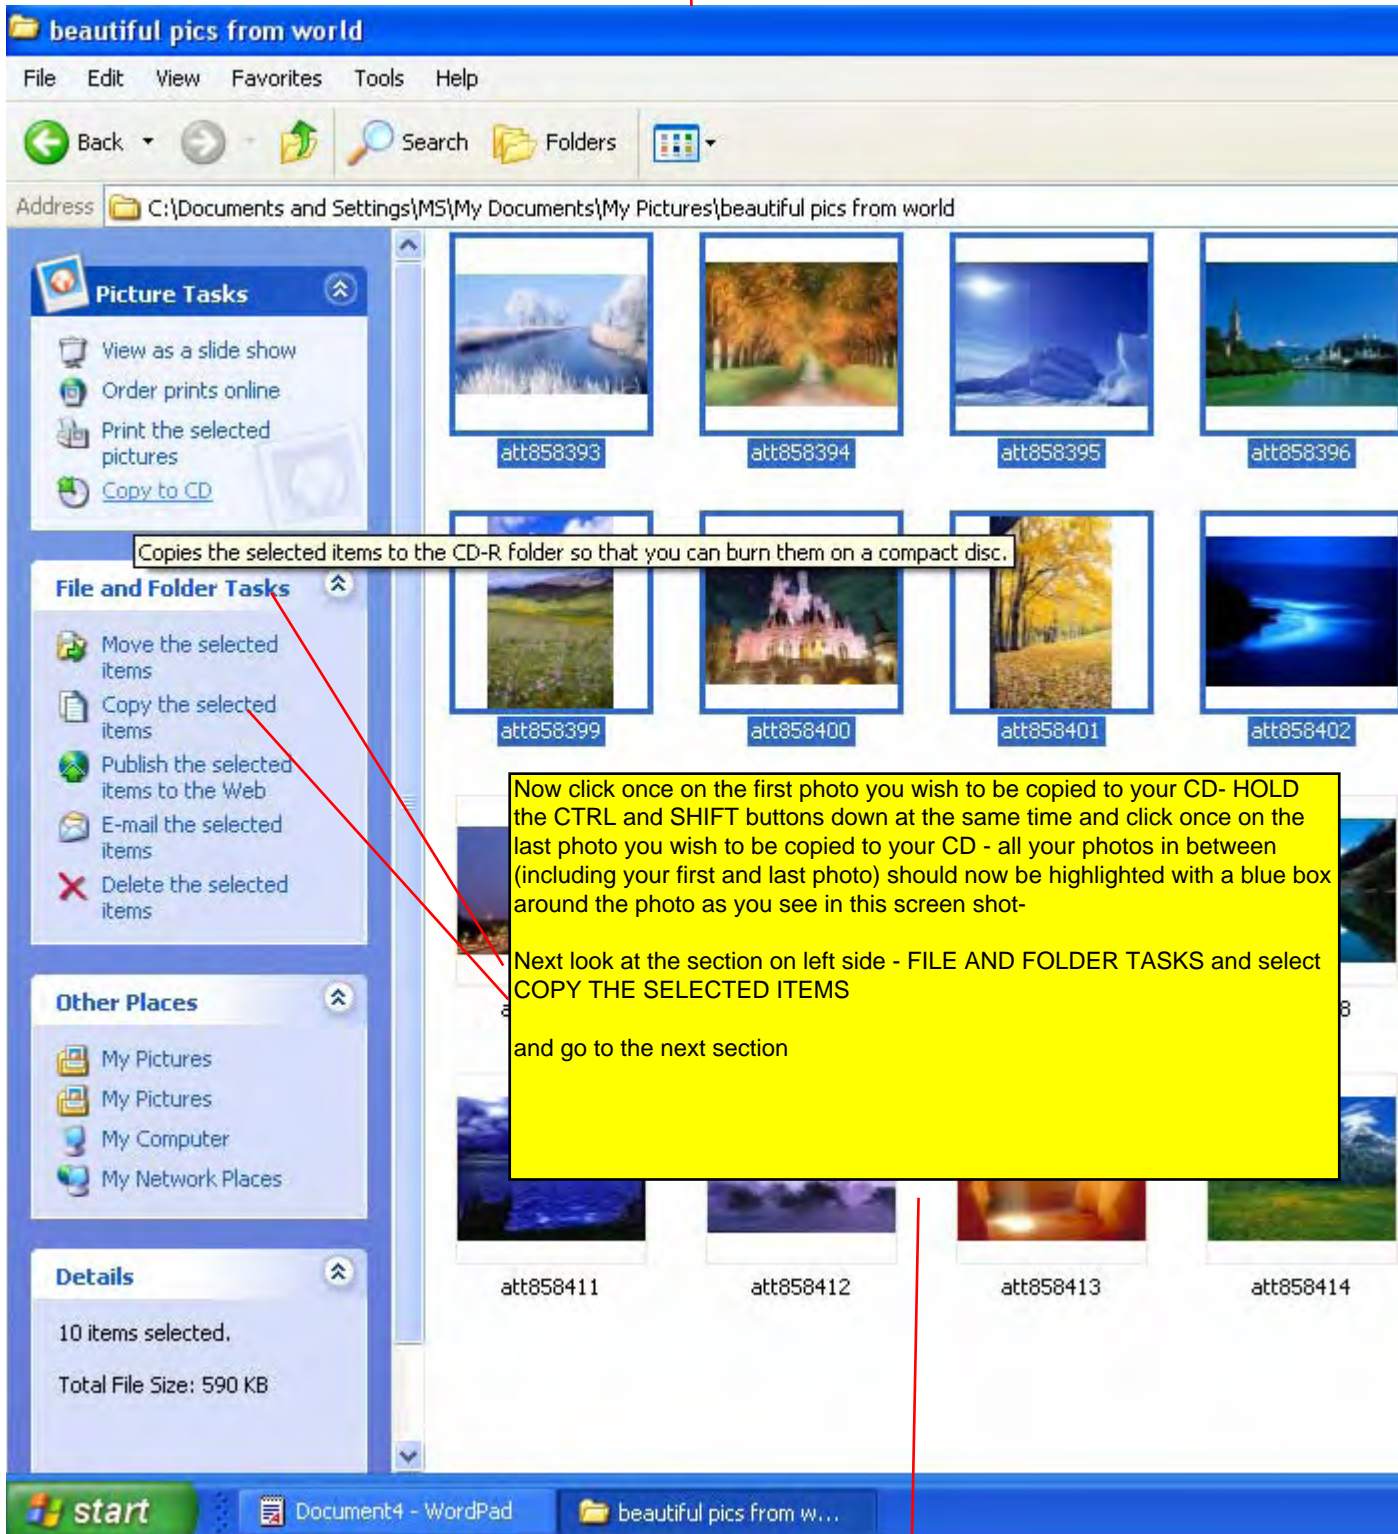 beautiful pics from world
File Edit View Favorites Tools Help
Back Search Folders
Address C:\Documents and Settings\MS\My Documents\My Pictures\beautiful pics from world
Picture Tasks
View as a slide show
Order prints online
Print the selected
pictures
Copy to CD
Copies the selected items to the CD-R folder so that you can burn them on a compact disc.
File and Folder Tasks
Move the selected
items
Copy the selected
items
Publish the selected
items to the Web
E-mail the selected
items
Delete the selected
items
Other Places
My Pictures
My Pictures
My Computer
My Network Places
Details
10 items selected.
Total File Size: 590 KB
att858393 att858394 att858395 att858396
att858399 att858400 att858401 att858402
Now click once on the first photo you wish to be copied to your CD- HOLD
the CTRL and SHIFT buttons down at the same time and click once on the
last photo you wish to be copied to your CD - all your photos in between
(including your first and last photo) should now be highlighted with a blue box
around the photo as you see in this screen shot-
Next look at the section on left side - FILE AND FOLDER TASKS and select
COPY THE SELECTED ITEMS
and go to the next section
att858411 att858412 att858413 att858414
start Document4 - WordPad beautiful pics from w...